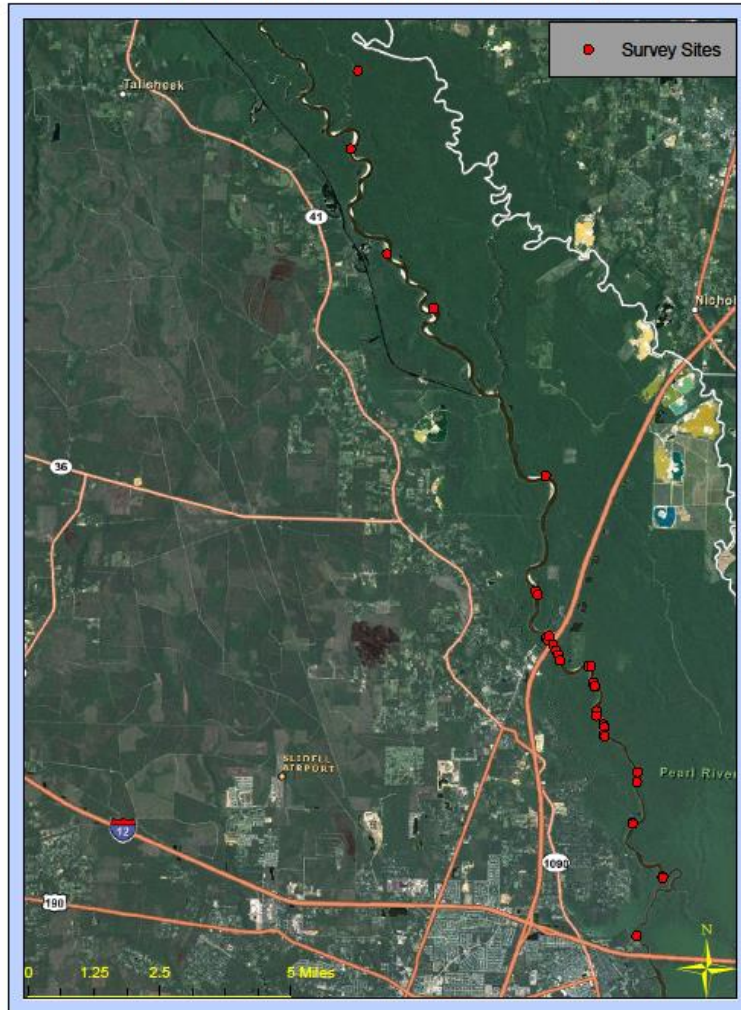 Survey Sites
Talisheek
41
Nichol
36
SLIDELL
AIRPORT
Pearl River
12
1090
190
N
0 1.25 2.5 5 Miles